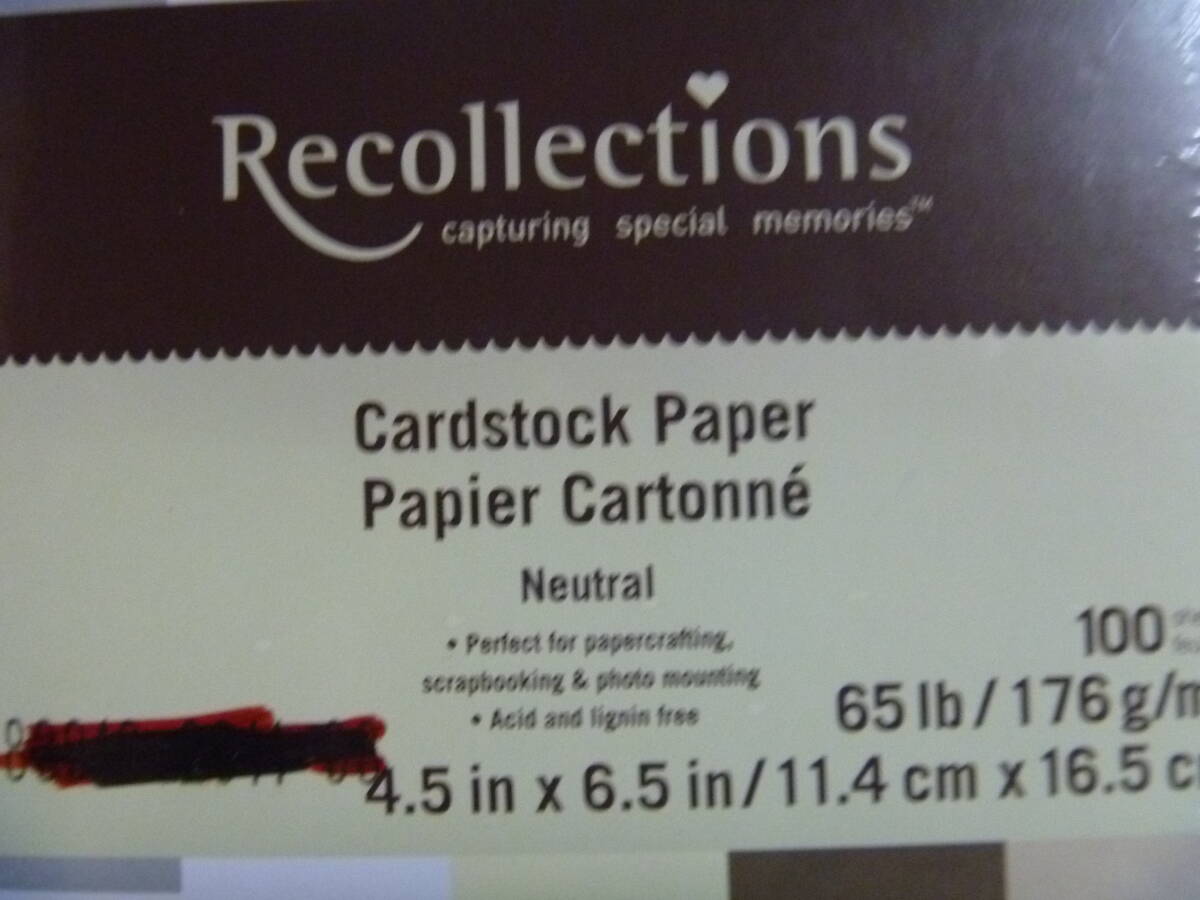 Recollections
capturing special memories™
Cardstock Paper
Papier Cartonné
Neutral
• Perfect for papercrafting,
scrapbooking & photo mounting
• Acid and lignin free
100
65 lb / 176 g/m
4.5 in x 6.5 in/11.4 cm x 16.5 c